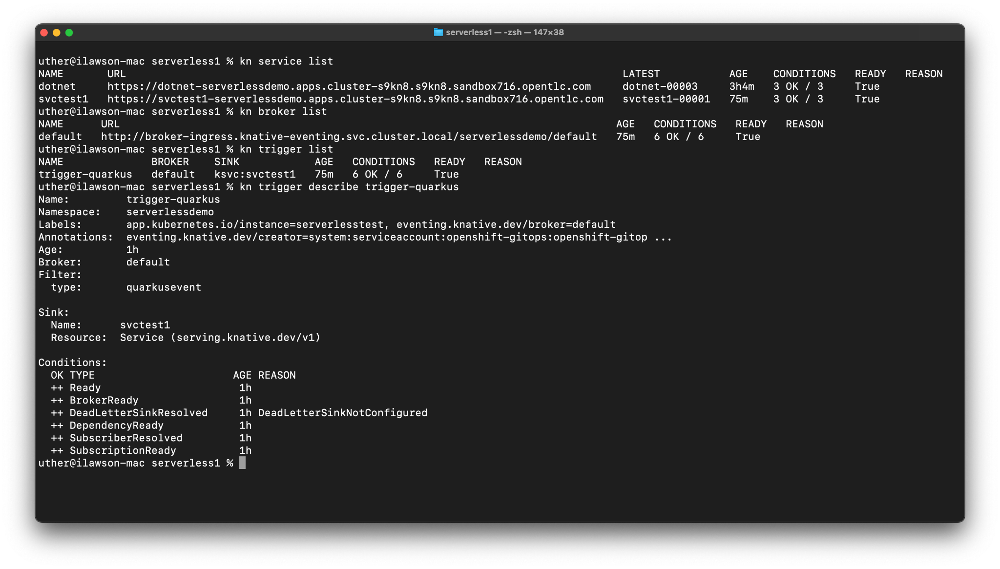 serverless1 — -zsh — 147×38
uther@ilawson-mac serverless1 % kn service list
NAME       URL                                                                                LATEST           AGE    CONDITIONS   READY   REASON
dotnet     https://dotnet-serverlessdemo.apps.cluster-s9kn8.s9kn8.sandbox716.opentlc.com     dotnet-00003     3h4m   3 OK / 3     True
svctest1   https://svctest1-serverlessdemo.apps.cluster-s9kn8.s9kn8.sandbox716.opentlc.com   svctest1-00001   75m    3 OK / 3     True
uther@ilawson-mac serverless1 % kn broker list
NAME      URL                                                                               AGE   CONDITIONS   READY   REASON
default   http://broker-ingress.knative-eventing.svc.cluster.local/serverlessdemo/default   75m   6 OK / 6     True
uther@ilawson-mac serverless1 % kn trigger list
NAME              BROKER    SINK            AGE   CONDITIONS   READY   REASON
trigger-quarkus   default   ksvc:svctest1   75m   6 OK / 6     True
uther@ilawson-mac serverless1 % kn trigger describe trigger-quarkus
Name:         trigger-quarkus
Namespace:    serverlessdemo
Labels:       app.kubernetes.io/instance=serverlesstest, eventing.knative.dev/broker=default
Annotations:  eventing.knative.dev/creator=system:serviceaccount:openshift-gitops:openshift-gitop ...
Age:          1h
Broker:       default
Filter:
  type:       quarkusevent
Sink:
  Name:      svctest1
  Resource:  Service (serving.knative.dev/v1)
Conditions:
  OK TYPE                      AGE REASON
  ++ Ready                      1h
  ++ BrokerReady                1h
  ++ DeadLetterSinkResolved     1h DeadLetterSinkNotConfigured
  ++ DependencyReady            1h
  ++ SubscriberResolved         1h
  ++ SubscriptionReady          1h
uther@ilawson-mac serverless1 %